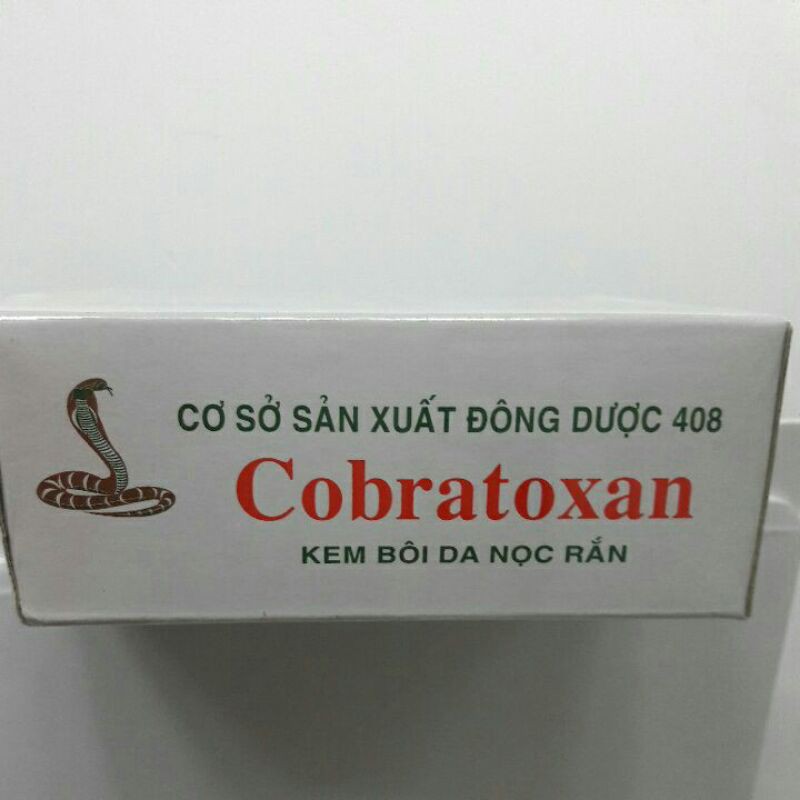 CƠ SỞ SẢN XUẤT ĐÔNG DƯỢC 408
Cobratoxan
KEM BÔI DA NỌC RẮN